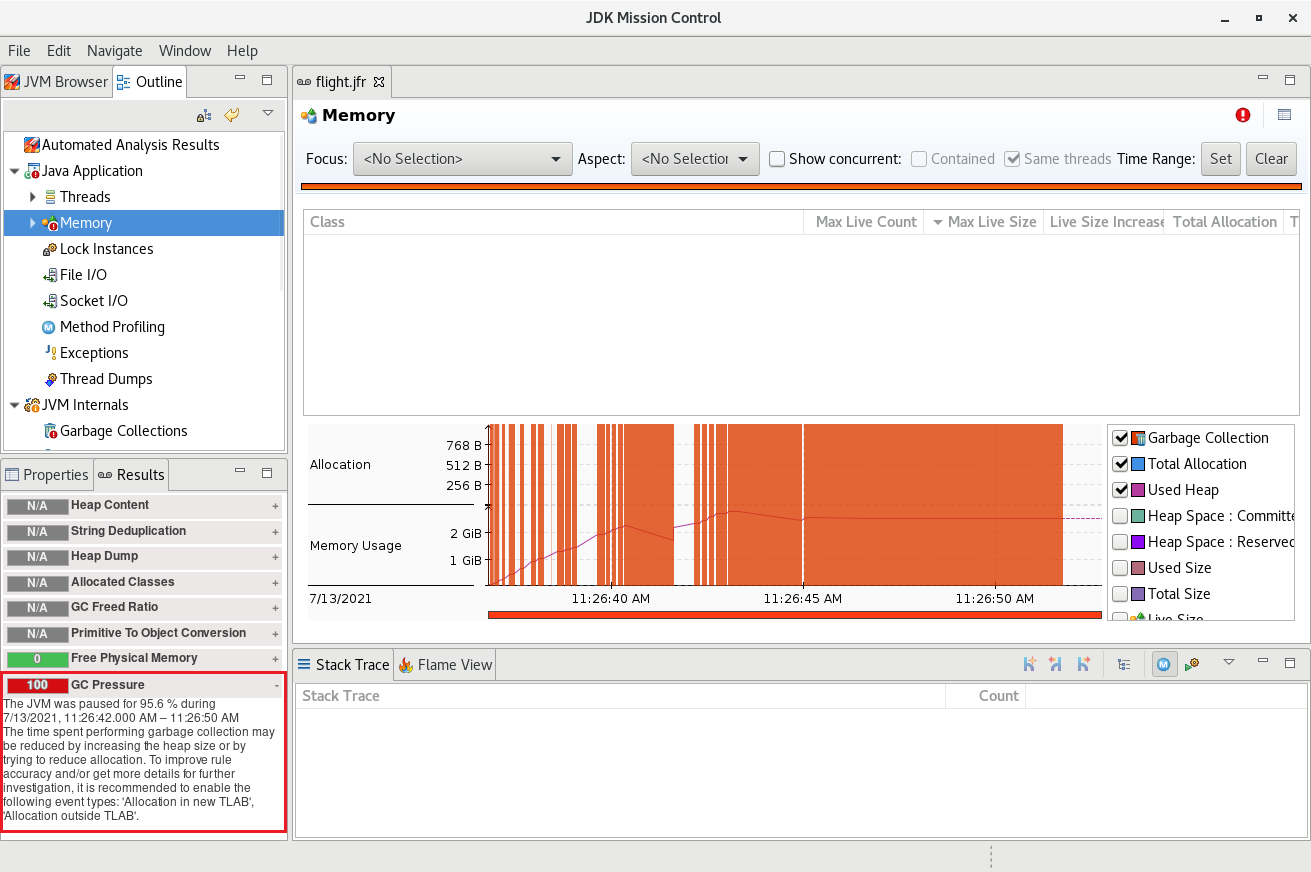 JDK Mission Control
File Edit Navigate Window Help
JVM Browser Outline
Automated Analysis Results
Java Application
Threads
Memory
Lock Instances
File I/O
Socket I/O
Method Profiling
Exceptions
Thread Dumps
JVM Internals
Garbage Collections
Properties Results
N/A Heap Content +
N/A String Deduplication +
N/A Heap Dump +
N/A Allocated Classes +
N/A GC Freed Ratio +
N/A Primitive To Object Conversion +
0 Free Physical Memory +
100 GC Pressure -
The JVM was paused for 95.6 % during
7/13/2021, 11:26:42.000 AM – 11:26:50 AM
The time spent performing garbage collection may
be reduced by increasing the heap size or by
trying to reduce allocation. To improve rule
accuracy and/or get more details for further
investigation, it is recommended to enable the
following event types: 'Allocation in new TLAB',
'Allocation outside TLAB'.
flight.jfr
Memory
Focus: <No Selection> Aspect: <No Selection Show concurrent: Contained Same threads Time Range: Set Clear
Class Max Live Count Max Live Size Live Size Increase Total Allocation T
Allocation
768 B
512 B
256 B
Memory Usage
2 GiB
1 GiB
7/13/2021 11:26:40 AM 11:26:45 AM 11:26:50 AM
Garbage Collection
Total Allocation
Used Heap
Heap Space : Committe
Heap Space : Reserved
Used Size
Total Size
Live Size
Stack Trace Flame View
Stack Trace Count